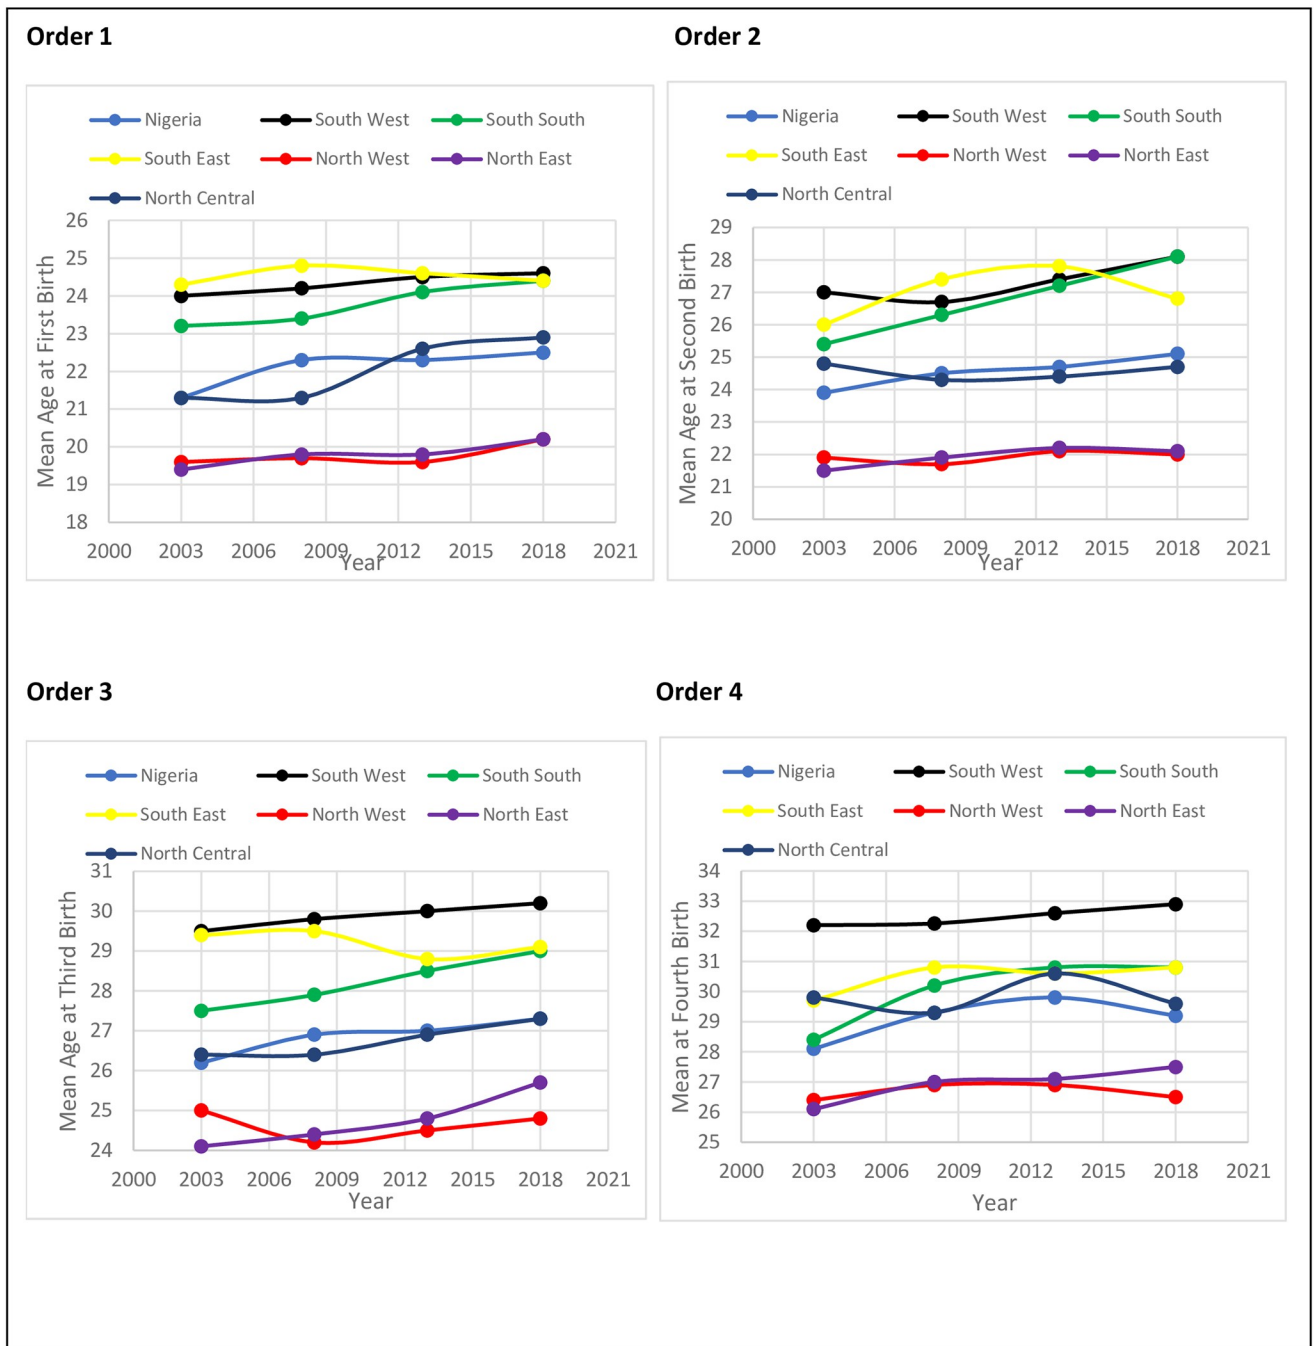 Order 1
Order 2
Nigeria South West South South
South East North West North East
North Central
26
25
24
23
22
21
20
19
18
Mean Age at First Birth
2000 2003 2006 2009 2012 2015 2018 2021
Year
Nigeria South West South South
South East North West North East
North Central
29
28
27
26
25
24
23
22
21
20
Mean Age at Second Birth
2000 2003 2006 2009 2012 2015 2018 2021
Year
Order 3
Order 4
Nigeria South West South South
South East North West North East
North Central
31
30
29
28
27
26
25
24
Mean Age at Third Birth
2000 2003 2006 2009 2012 2015 2018 2021
Year
Nigeria South West South South
South East North West North East
North Central
34
33
32
31
30
29
28
27
26
25
Mean at Fourth Birth
2000 2003 2006 2009 2012 2015 2018 2021
Year